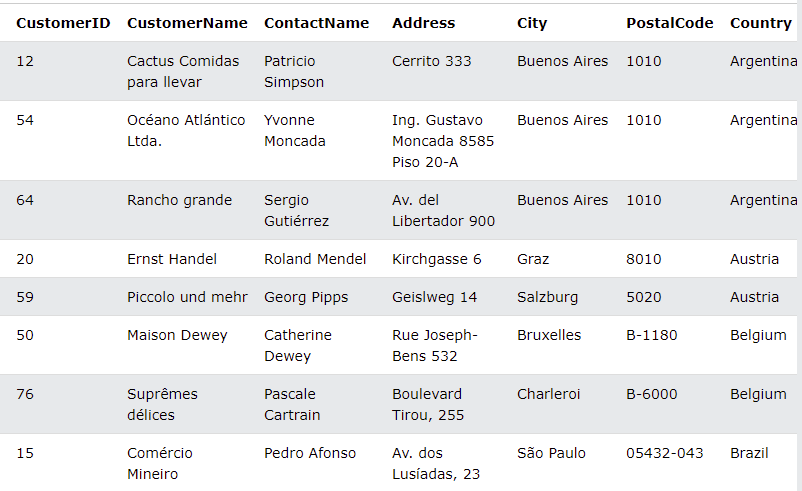 CustomerID CustomerName ContactName Address City PostalCode Country
12 Cactus Comidas Patricio Cerrito 333 Buenos Aires 1010 Argentina
para llevar Simpson
54 Océano Atlántico Yvonne Ing. Gustavo Buenos Aires 1010 Argentina
Ltda. Moncada Moncada 8585
Piso 20-A
64 Rancho grande Sergio Av. del Buenos Aires 1010 Argentina
Gutiérrez Libertador 900
20 Ernst Handel Roland Mendel Kirchgasse 6 Graz 8010 Austria
59 Piccolo und mehr Georg Pipps Geislweg 14 Salzburg 5020 Austria
50 Maison Dewey Catherine Rue Joseph- Bruxelles B-1180 Belgium
Dewey Bens 532
76 Suprêmes Pascale Boulevard Charleroi B-6000 Belgium
délices Cartrain Tirou, 255
15 Comércio Pedro Afonso Av. dos São Paulo 05432-043 Brazil
Mineiro Lusíadas, 23